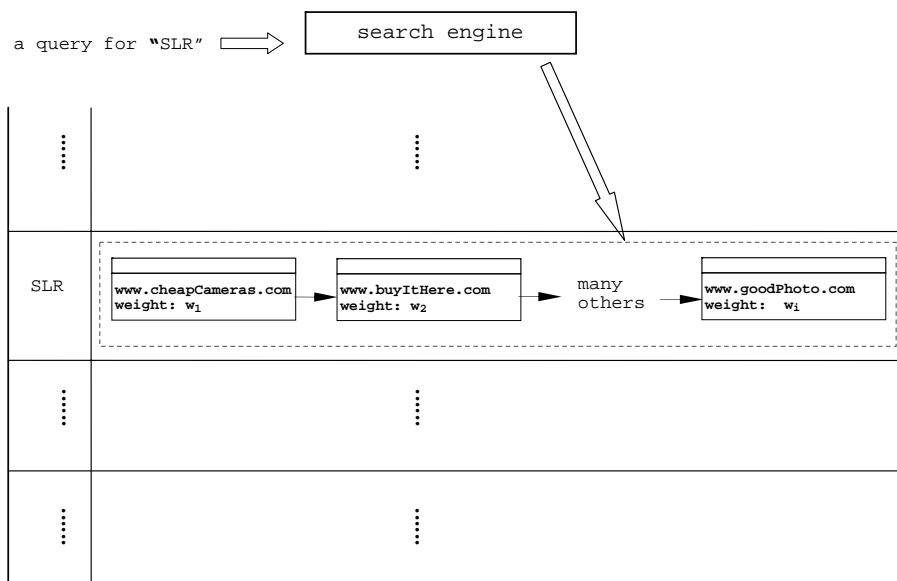 a query for "SLR"
search engine
SLR
www.cheapCameras.com
weight: w1
www.buyItHere.com
weight: w2
many
others
www.goodPhoto.com
weight: wi